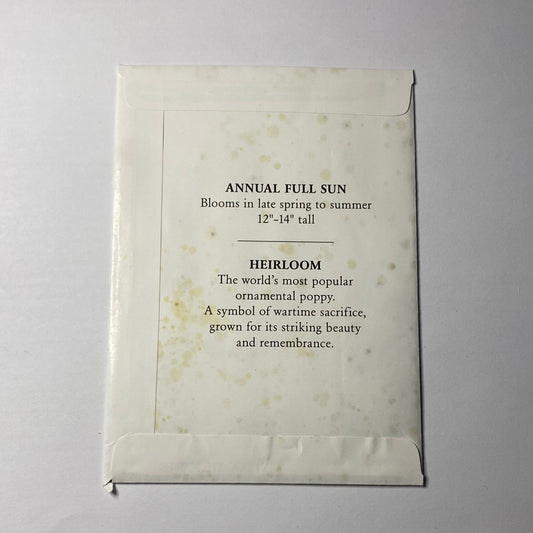 ANNUAL FULL SUN
Blooms in late spring to summer
12"-14" tall
HEIRLOOM
The world's most popular
ornamental poppy.
A symbol of wartime sacrifice,
grown for its striking beauty
and remembrance.